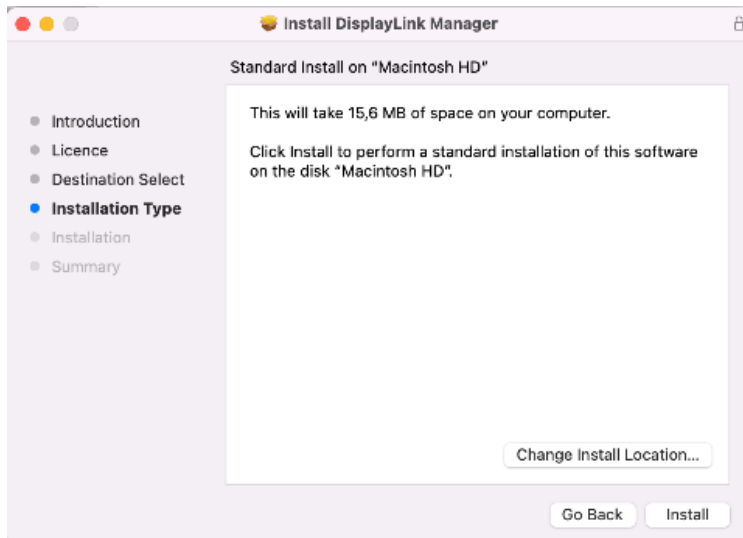 Install DisplayLink Manager
Standard Install on “Macintosh HD”
Introduction
Licence
Destination Select
Installation Type
Installation
Summary
This will take 15,6 MB of space on your computer.
Click Install to perform a standard installation of this software
on the disk “Macintosh HD”.
Change Install Location...
Go Back
Install